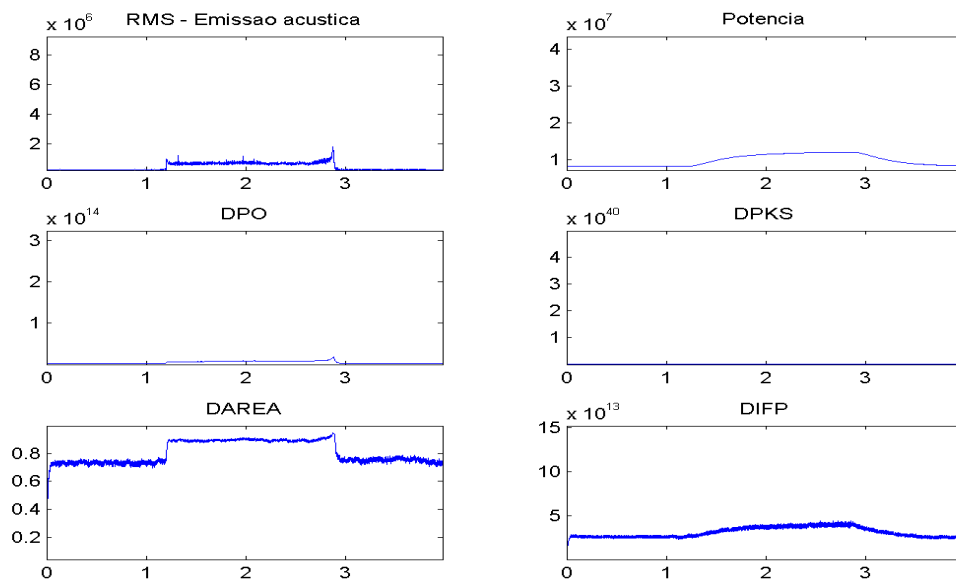 RMS - Emissao acustica
x 10^6
8
6
4
2
0 1 2 3
Potencia
x 10^7
4
3
2
1
0 1 2 3
DPO
x 10^14
3
2
1
0 1 2 3
DPKS
x 10^40
4
3
2
1
0 1 2 3
DAREA
0.8
0.6
0.4
0.2
0 1 2 3
DIFP
x 10^13
15
10
5
0 1 2 3